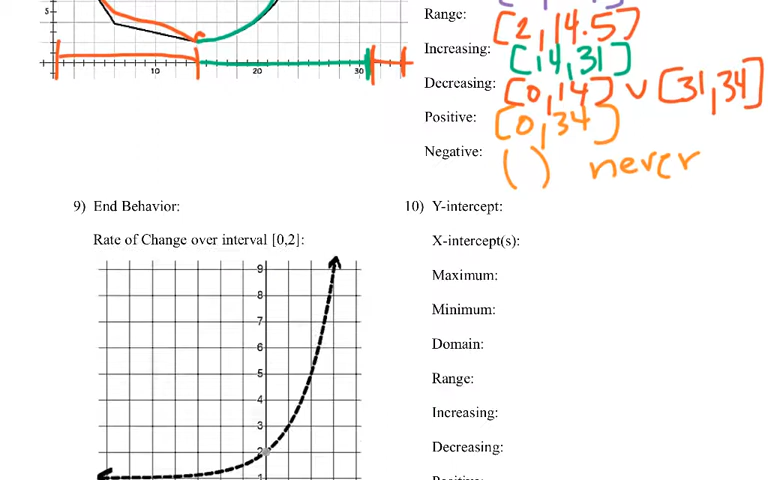 5
10
20
30
Range: [2, 14.5]
Increasing: [14, 31]
Decreasing: [0, 14] ∪ [31, 34]
Positive: [0, 34]
Negative: ( ) never
9) End Behavior:
Rate of Change over interval [0,2]:
9
8
7
6
5
4
3
2
1
10) Y-intercept:
X-intercept(s):
Maximum:
Minimum:
Domain:
Range:
Increasing:
Decreasing: